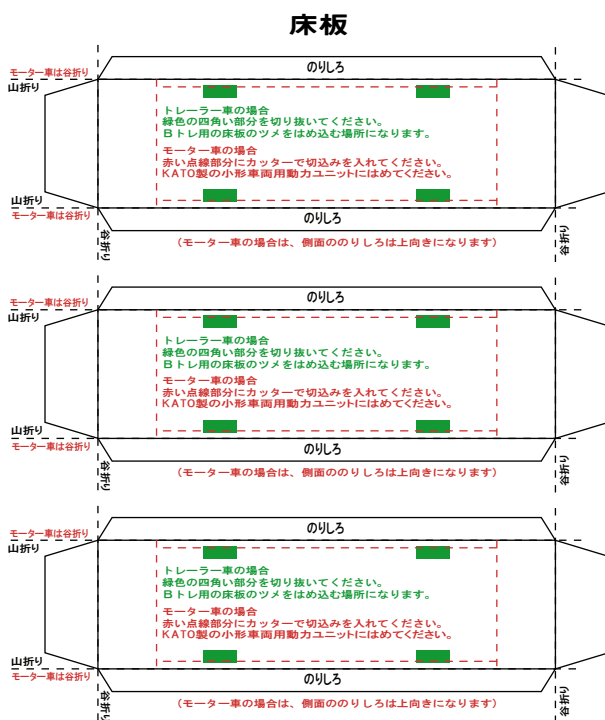 床板
のりしろ
モーター車は谷折り
山折り
トレーラー車の場合
緑色の四角い部分を切り抜いてください。
Bトレ用の床板のツメをはめ込む場所になります。
モーター車の場合
赤い点線部分にカッターで切込みを入れてください。
KATO製の小形車両用動力ユニットにはめてください。
山折り
モーター車は谷折り
のりしろ
谷折り
(モーター車の場合は、側面ののりしろは上向きになります)
谷折り
のりしろ
モーター車は谷折り
山折り
トレーラー車の場合
緑色の四角い部分を切り抜いてください。
Bトレ用の床板のツメをはめ込む場所になります。
モーター車の場合
赤い点線部分にカッターで切込みを入れてください。
KATO製の小形車両用動力ユニットにはめてください。
山折り
モーター車は谷折り
のりしろ
谷折り
(モーター車の場合は、側面ののりしろは上向きになります)
谷折り
のりしろ
モーター車は谷折り
山折り
トレーラー車の場合
緑色の四角い部分を切り抜いてください。
Bトレ用の床板のツメをはめ込む場所になります。
モーター車の場合
赤い点線部分にカッターで切込みを入れてください。
KATO製の小形車両用動力ユニットにはめてください。
山折り
モーター車は谷折り
のりしろ
谷折り
(モーター車の場合は、側面ののりしろは上向きになります)
谷折り